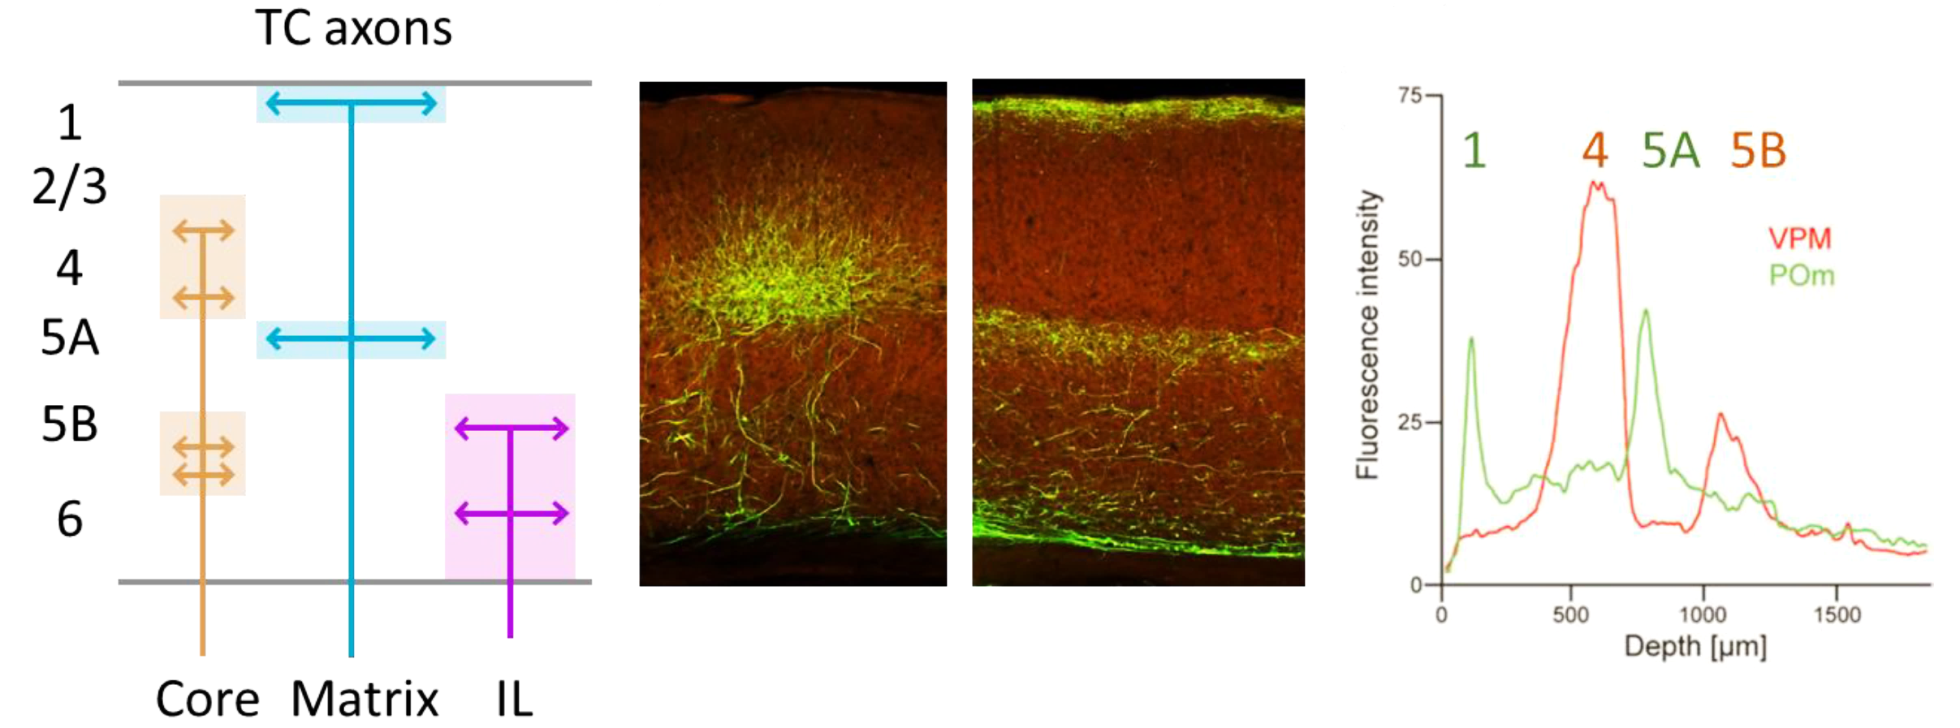 TC axons
1
2/3
4
5A
5B
6
Core Matrix IL
75
50
25
0
Fluorescence intensity
1 4 5A 5B
VPM
POm
0 500 1000 1500
Depth [µm]